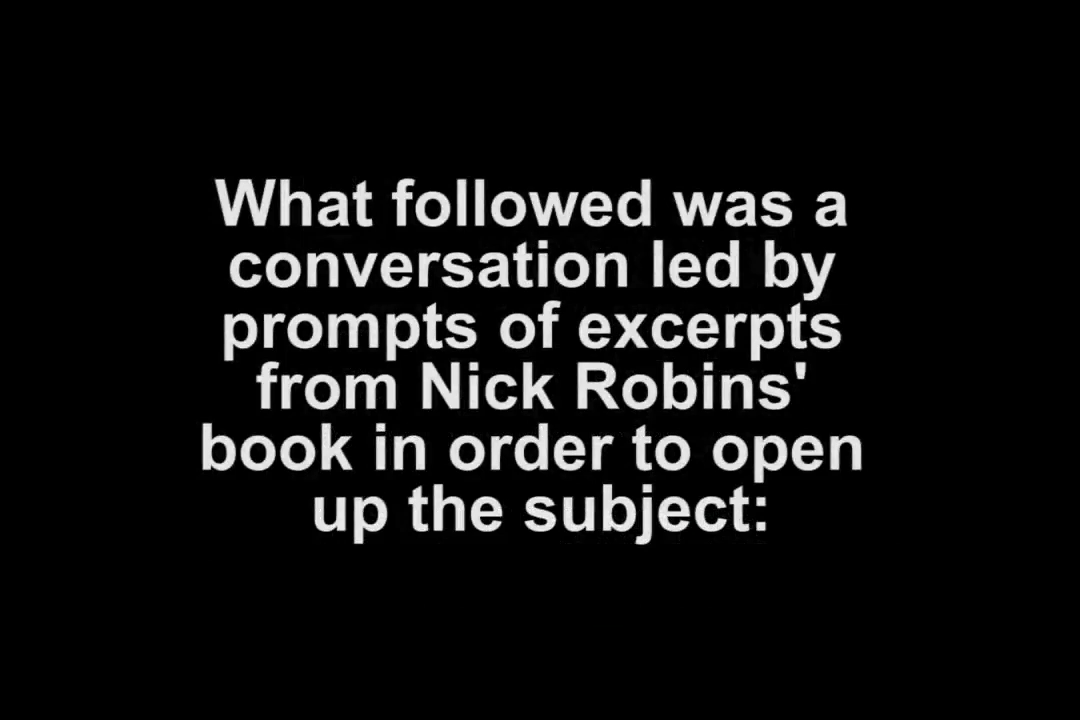 What followed was a
conversation led by
prompts of excerpts
from Nick Robins'
book in order to open
up the subject: